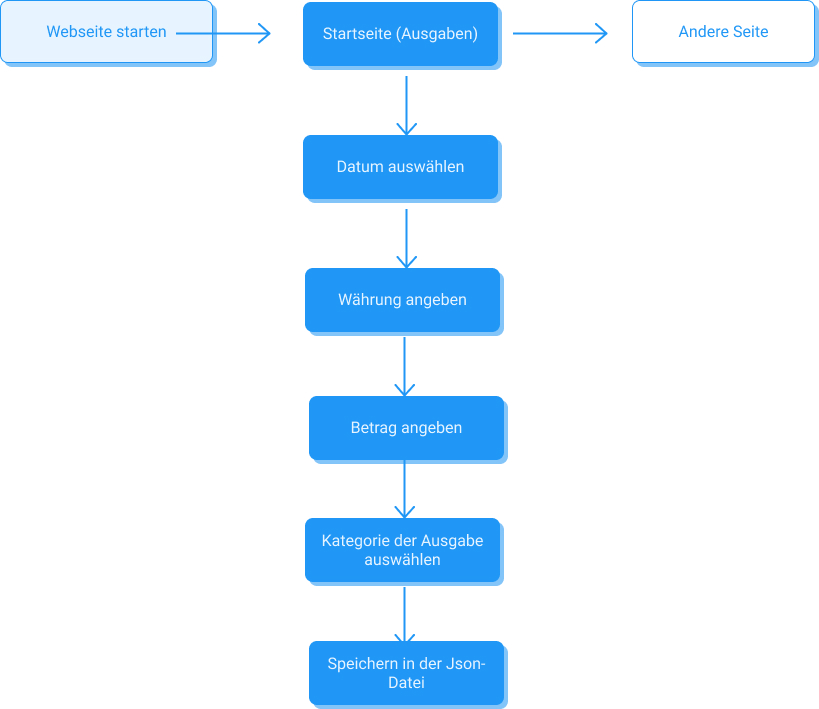 Webseite starten
Startseite (Ausgaben)
Andere Seite
Datum auswählen
Währung angeben
Betrag angeben
Kategorie der Ausgabe
auswählen
Speichern in der Json-
Datei